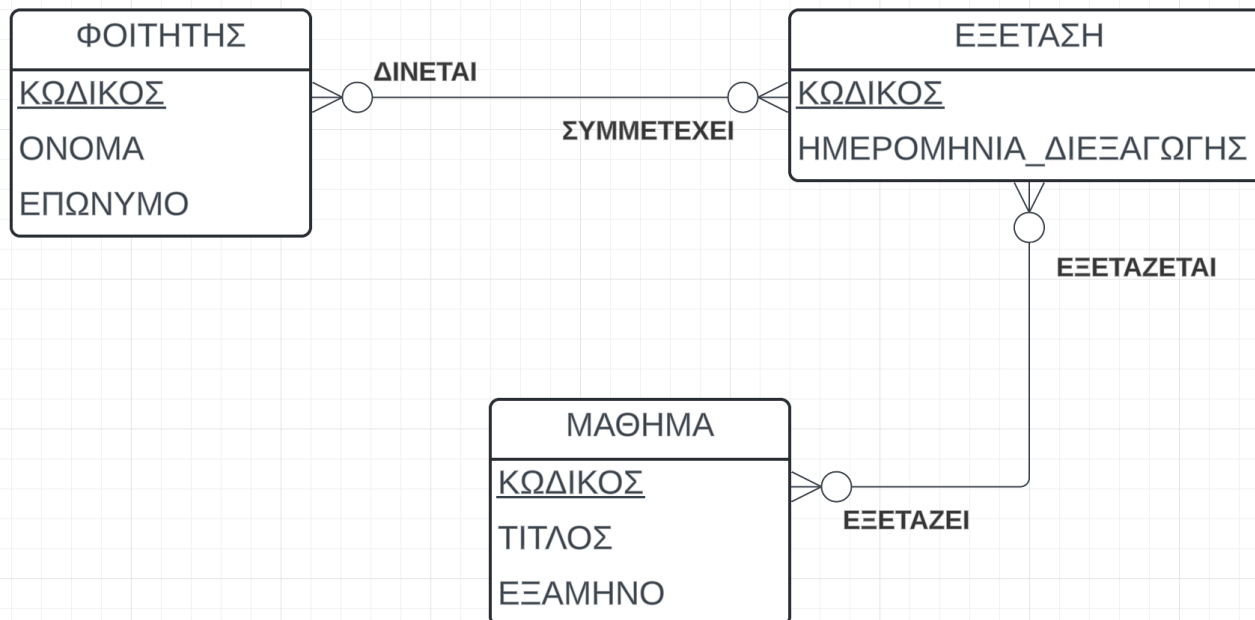 ΦΟΙΤΗΤΗΣ
ΚΩΔΙΚΟΣ
ΟΝΟΜΑ
ΕΠΩΝΥΜΟ
ΔΙΝΕΤΑΙ
ΣΥΜΜΕΤΕΧΕΙ
ΕΞΕΤΑΣΗ
ΚΩΔΙΚΟΣ
ΗΜΕΡΟΜΗΝΙΑ_ΔΙΕΞΑΓΩΓΗΣ
ΕΞΕΤΑΖΕΤΑΙ
ΜΑΘΗΜΑ
ΚΩΔΙΚΟΣ
ΤΙΤΛΟΣ
ΕΞΑΜΗΝΟ
ΕΞΕΤΑΖΕΙ